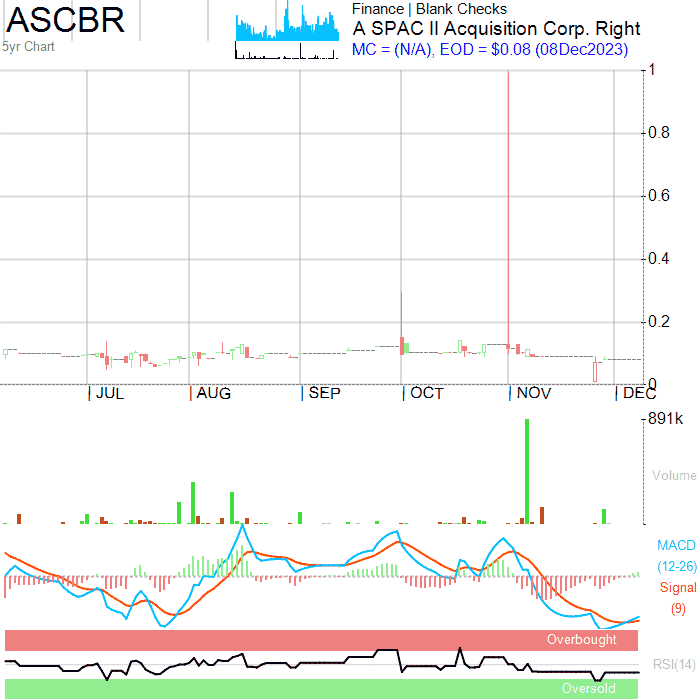 ASCBR
5yr Chart
Finance | Blank Checks
A SPAC II Acquisition Corp. Right
MC = (N/A), EOD = $0.08 (08Dec2023)
1
0.8
0.6
0.4
0.2
0
JUL AUG SEP OCT NOV DEC
891k
Volume
MACD
(12-26)
Signal
(9)
Overbought
RSI(14)
Oversold